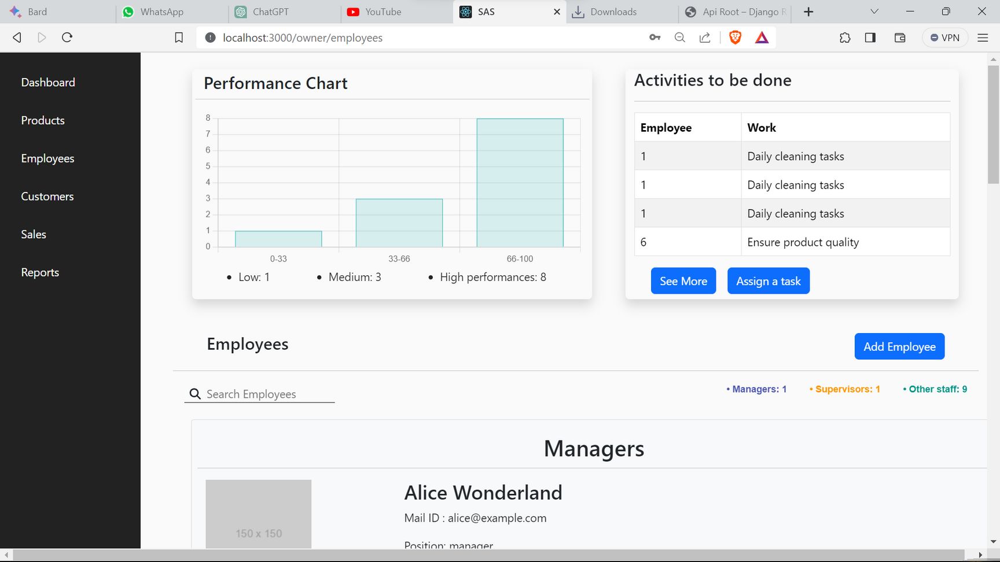 Bard WhatsApp ChatGPT YouTube SAS Downloads Api Root – Django R
localhost:3000/owner/employees VPN
Dashboard
Products
Employees
Customers
Sales
Reports
Performance Chart
8
7
6
5
4
3
2
1
0
0-33 33-66 66-100
• Low: 1 • Medium: 3 • High performances: 8
Activities to be done
Employee Work
1 Daily cleaning tasks
1 Daily cleaning tasks
1 Daily cleaning tasks
6 Ensure product quality
See More Assign a task
Employees Add Employee
Search Employees • Managers: 1 • Supervisors: 1 • Other staff: 9
Managers
150 x 150
Alice Wonderland
Mail ID : alice@example.com
Position: manager